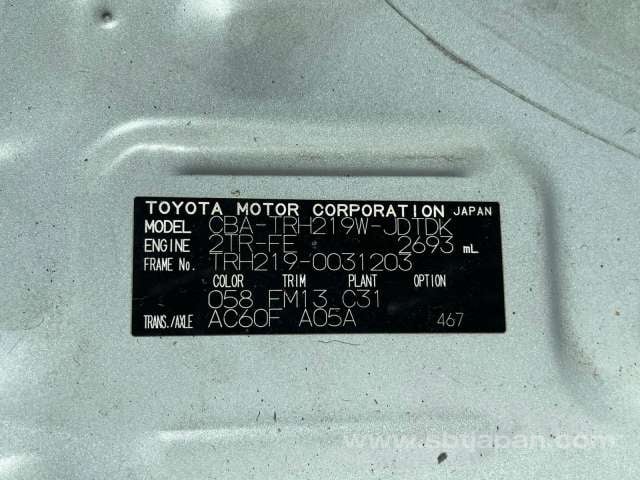 TOYOTA MOTOR CORPORATION JAPAN
MODEL CBA-TRH219W-JDTDK
ENGINE 2TR-FE 2693 mL
FRAME No. TRH219-0031203
COLOR TRIM PLANT OPTION
058 FM13 C31
TRANS./AXLE AC60F A05A 467
www.sbtjapan.com